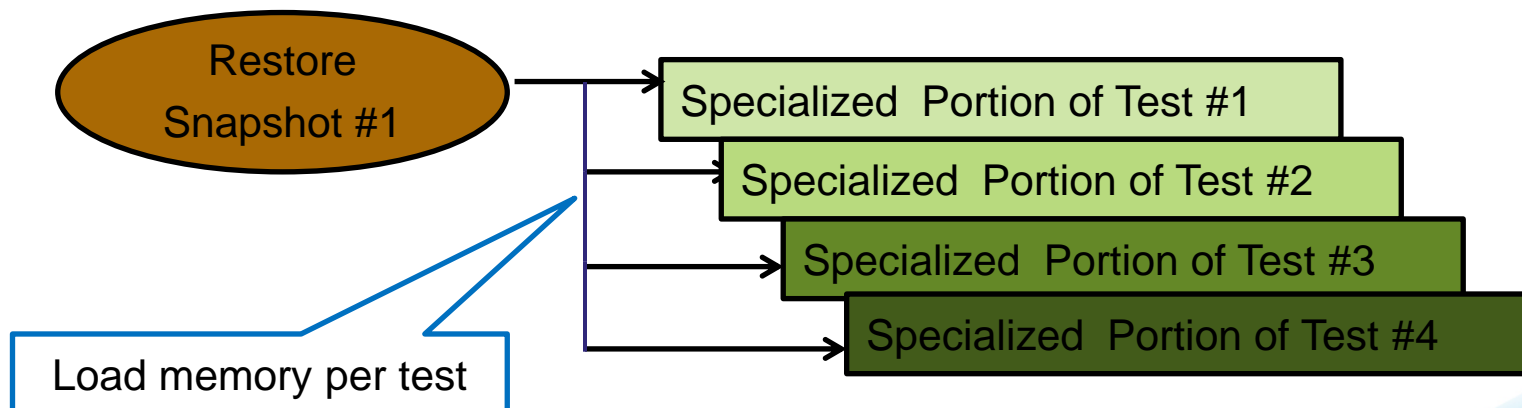 Restore
Snapshot #1
Specialized Portion of Test #1
Specialized Portion of Test #2
Specialized Portion of Test #3
Specialized Portion of Test #4
Load memory per test